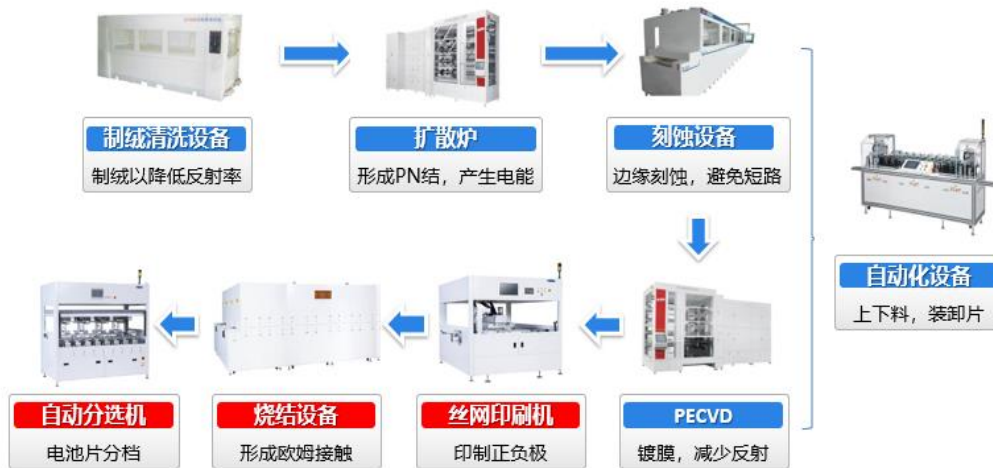 制绒清洗设备
制绒以降低反射率
扩散炉
形成PN结，产生电能
刻蚀设备
边缘刻蚀，避免短路
自动化设备
上下料，装卸片
自动分选机
电池片分档
烧结设备
形成欧姆接触
丝网印刷机
印制正负极
PECVD
镀膜，减少反射